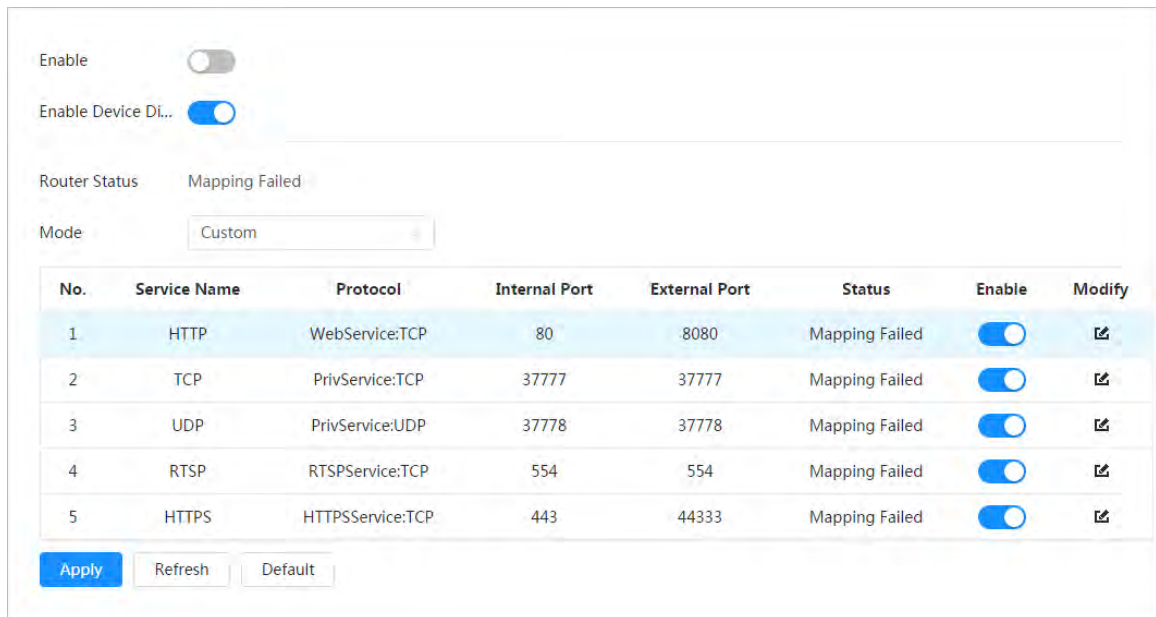 Enable
Enable Device Di...
Router Status Mapping Failed
Mode Custom
No. Service Name Protocol Internal Port External Port Status Enable Modify
1 HTTP WebService:TCP 80 8080 Mapping Failed
2 TCP PrivService:TCP 37777 37777 Mapping Failed
3 UDP PrivService:UDP 37778 37778 Mapping Failed
4 RTSP RTSPService:TCP 554 554 Mapping Failed
5 HTTPS HTTPSService:TCP 443 44333 Mapping Failed
Apply Refresh Default